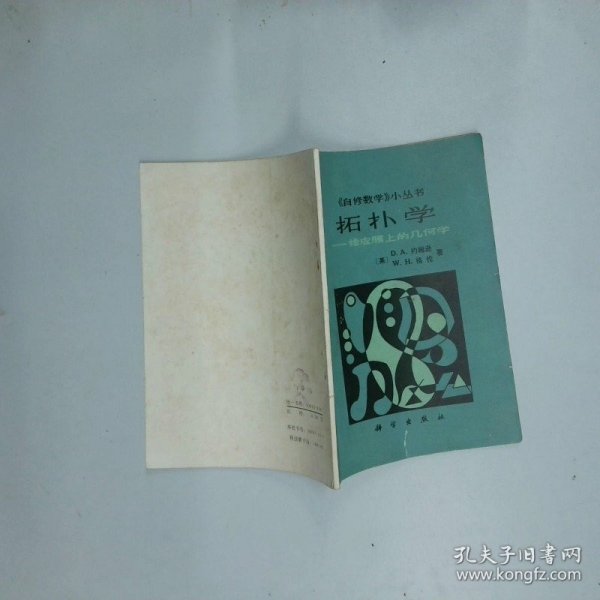 《自修数学》小丛书
拓扑学
——橡皮膜上的几何学
〔英〕 D. A. 约翰逊
W. H. 格伦 著
科学出版社
孔夫子旧书网
www.kongfz.com